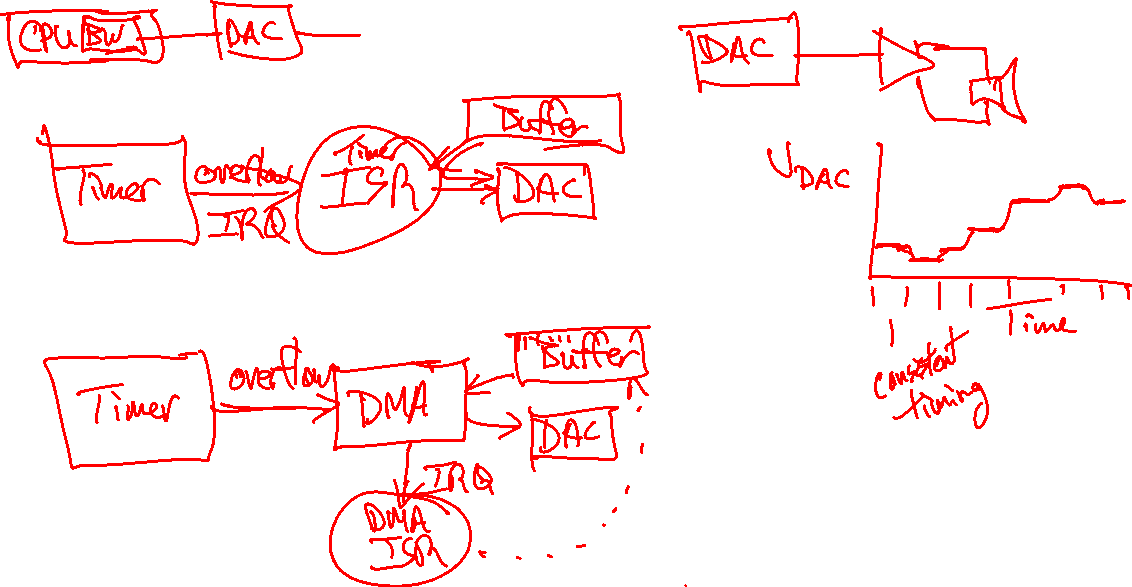 CPU BW
DAC
DAC
Timer
overflow
IRQ
Timer
ISR
Buffer
DAC
VDAC
Time
constant
timing
Timer
overflow
DMA
Buffer
DAC
IRQ
DMA
ISR